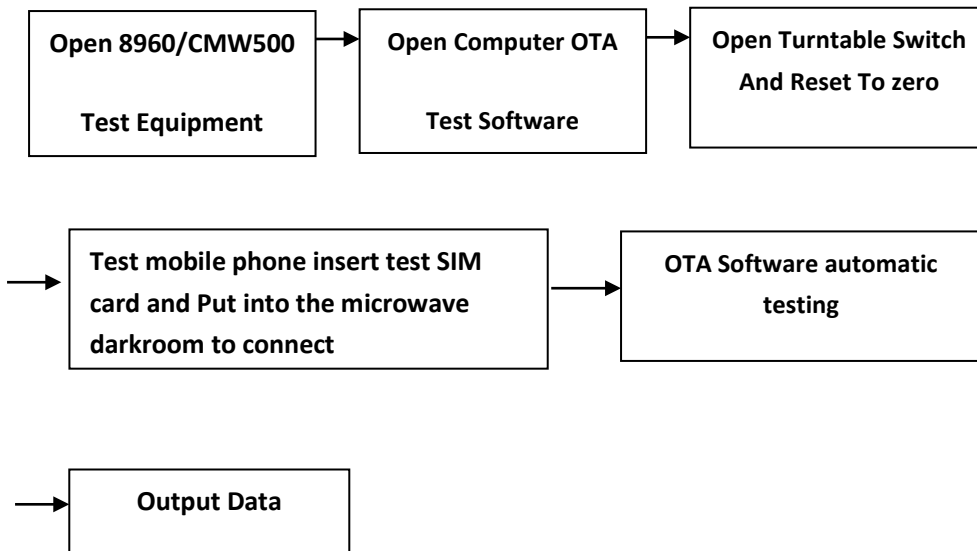 Open 8960/CMW500
Test Equipment
Open Computer OTA
Test Software
Open Turntable Switch
And Reset To zero
Test mobile phone insert test SIM
card and Put into the microwave
darkroom to connect
OTA Software automatic
testing
Output Data